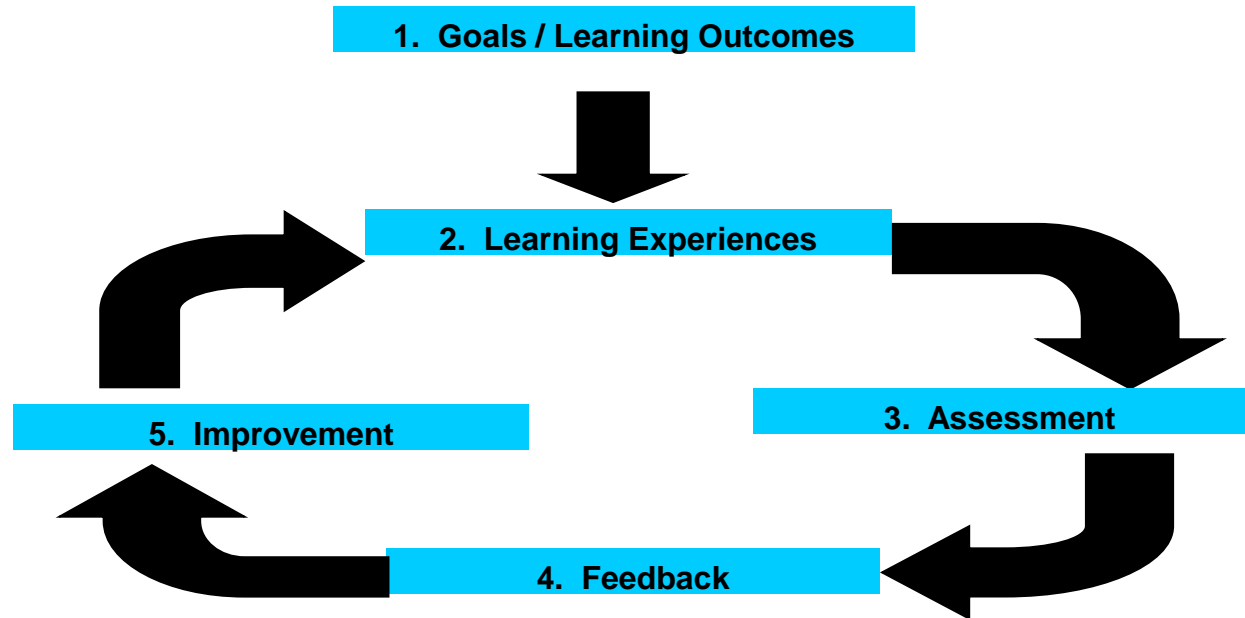 1. Goals / Learning Outcomes
2. Learning Experiences
3. Assessment
4. Feedback
5. Improvement